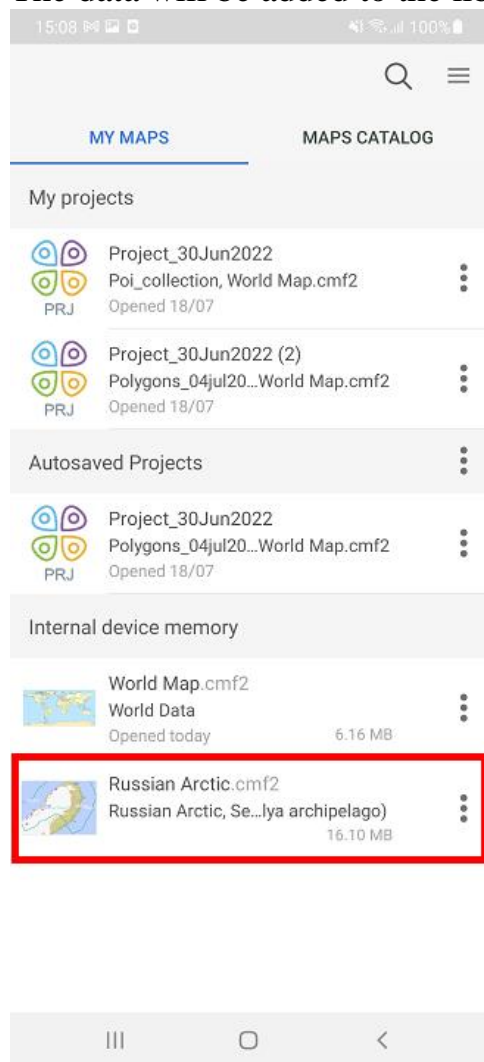 15:08 100%
MY MAPS MAPS CATALOG
My projects
Project_30Jun2022
Poi_collection, World Map.cmf2
PRJ Opened 18/07
Project_30Jun2022 (2)
Polygons_04jul20...World Map.cmf2
PRJ Opened 18/07
Autosaved Projects
Project_30Jun2022
Polygons_04jul20...World Map.cmf2
PRJ Opened 18/07
Internal device memory
World Map.cmf2
World Data
Opened today 6.16 MB
Russian Arctic.cmf2
Russian Arctic, Se...lya archipelago)
16.10 MB